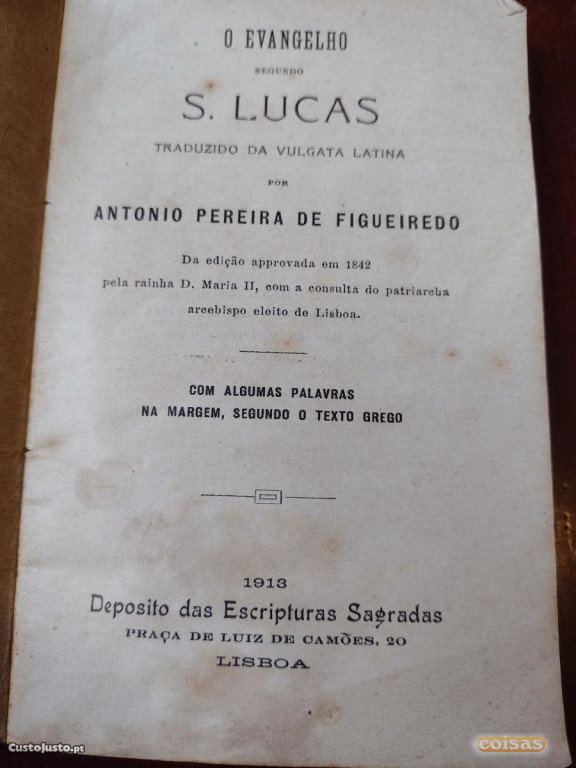 O EVANGELHO
SEGUNDO
S. LUCAS
TRADUZIDO DA VULGATA LATINA
POR
ANTONIO PEREIRA DE FIGUEIREDO
Da edição approvada em 1842
pela rainha D. Maria II, com a consulta do patriarcha
arcebispo eleito de Lisboa.
COM ALGUMAS PALAVRAS
NA MARGEM, SEGUNDO O TEXTO GREGO
1913
Deposito das Escripturas Sagradas
PRAÇA DE LUIZ DE CAMÕES, 20
LISBOA
CustoJusto.pt
coisas